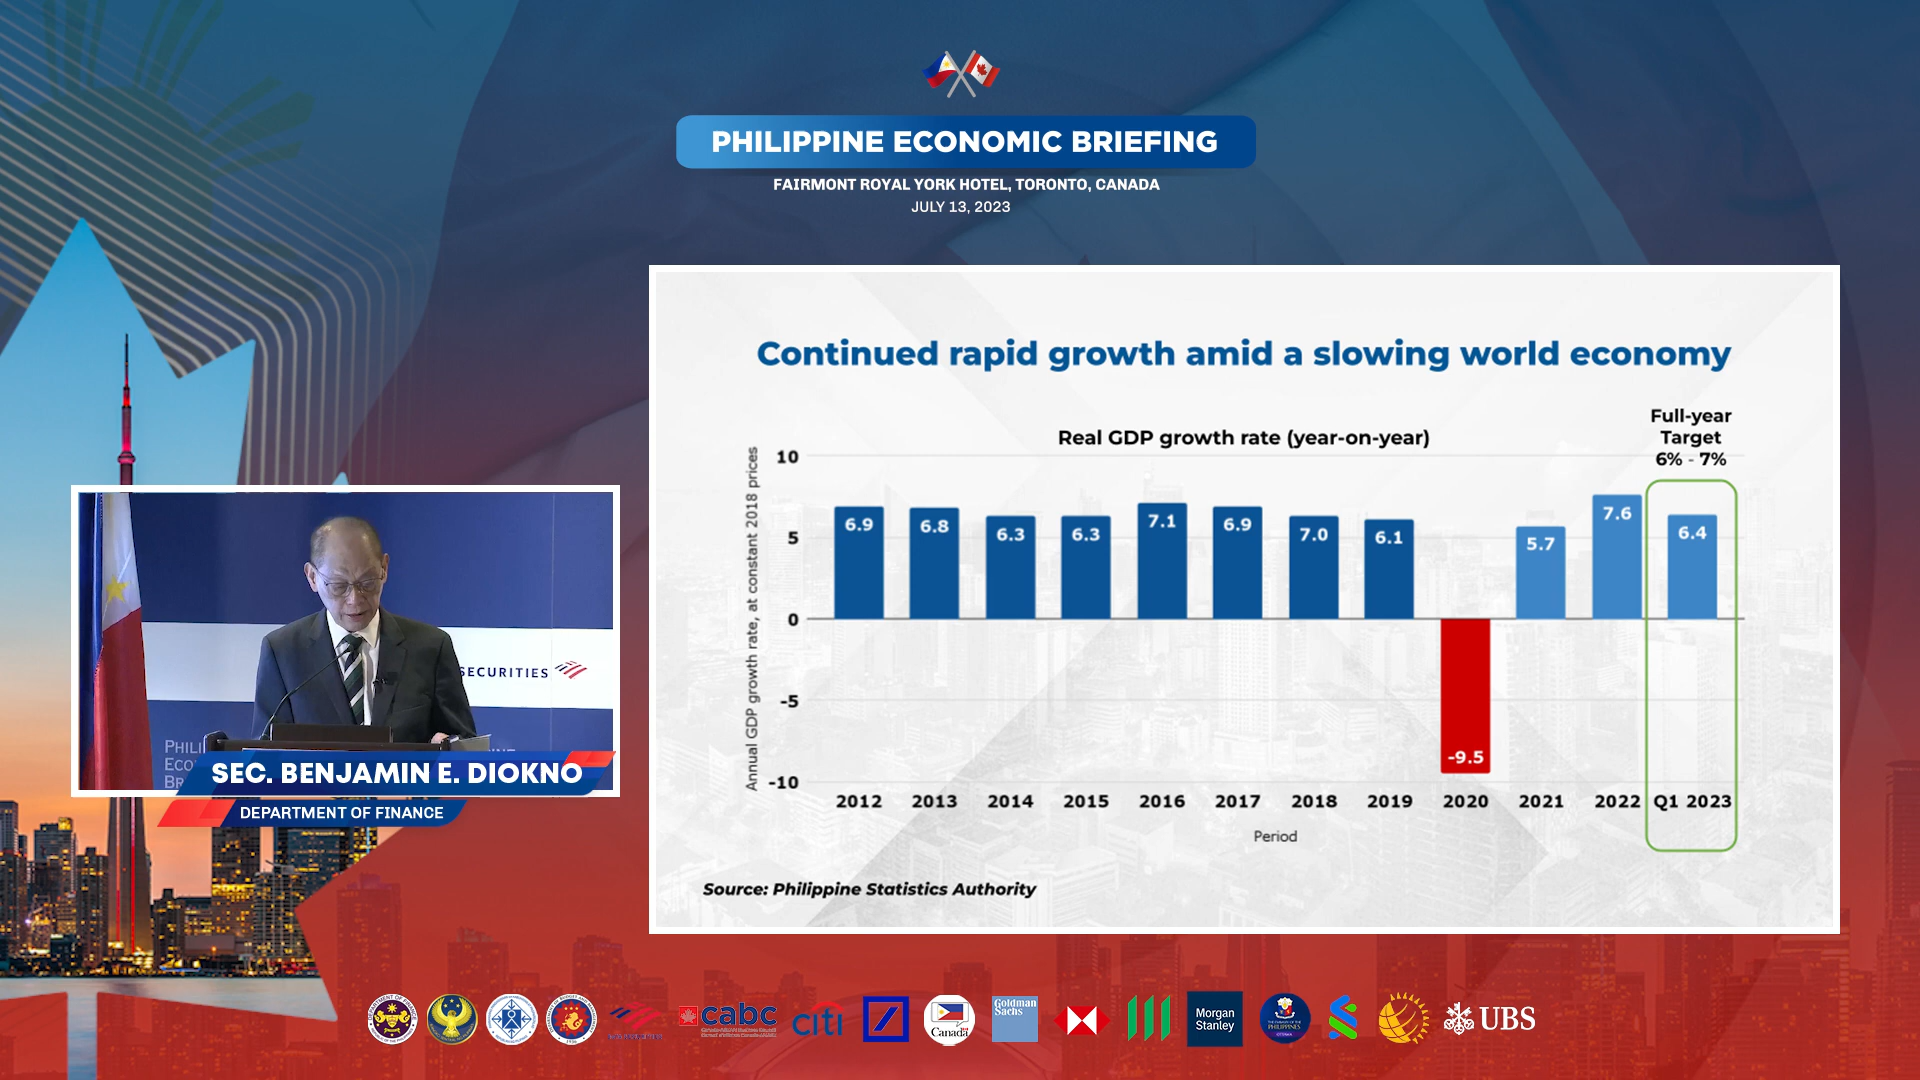 PHILIPPINE ECONOMIC BRIEFING
FAIRMONT ROYAL YORK HOTEL, TORONTO, CANADA
JULY 13, 2023
Continued rapid growth amid a slowing world economy
Full-year
Target
6% - 7%
Real GDP growth rate (year-on-year)
Annual GDP growth rate, at constant 2018 prices
10
5
0
-5
-10
6.9
6.8
6.3
6.3
7.1
6.9
7.0
6.1
-9.5
5.7
7.6
6.4
2012 2013 2014 2015 2016 2017 2018 2019 2020 2021 2022 Q1 2023
Period
Source: Philippine Statistics Authority
SECURITIES
PHILI
ECO
BR
SEC. BENJAMIN E. DIOKNO
DEPARTMENT OF FINANCE
cabc
citi
Canada
Goldman
Sachs
Morgan
Stanley
UBS